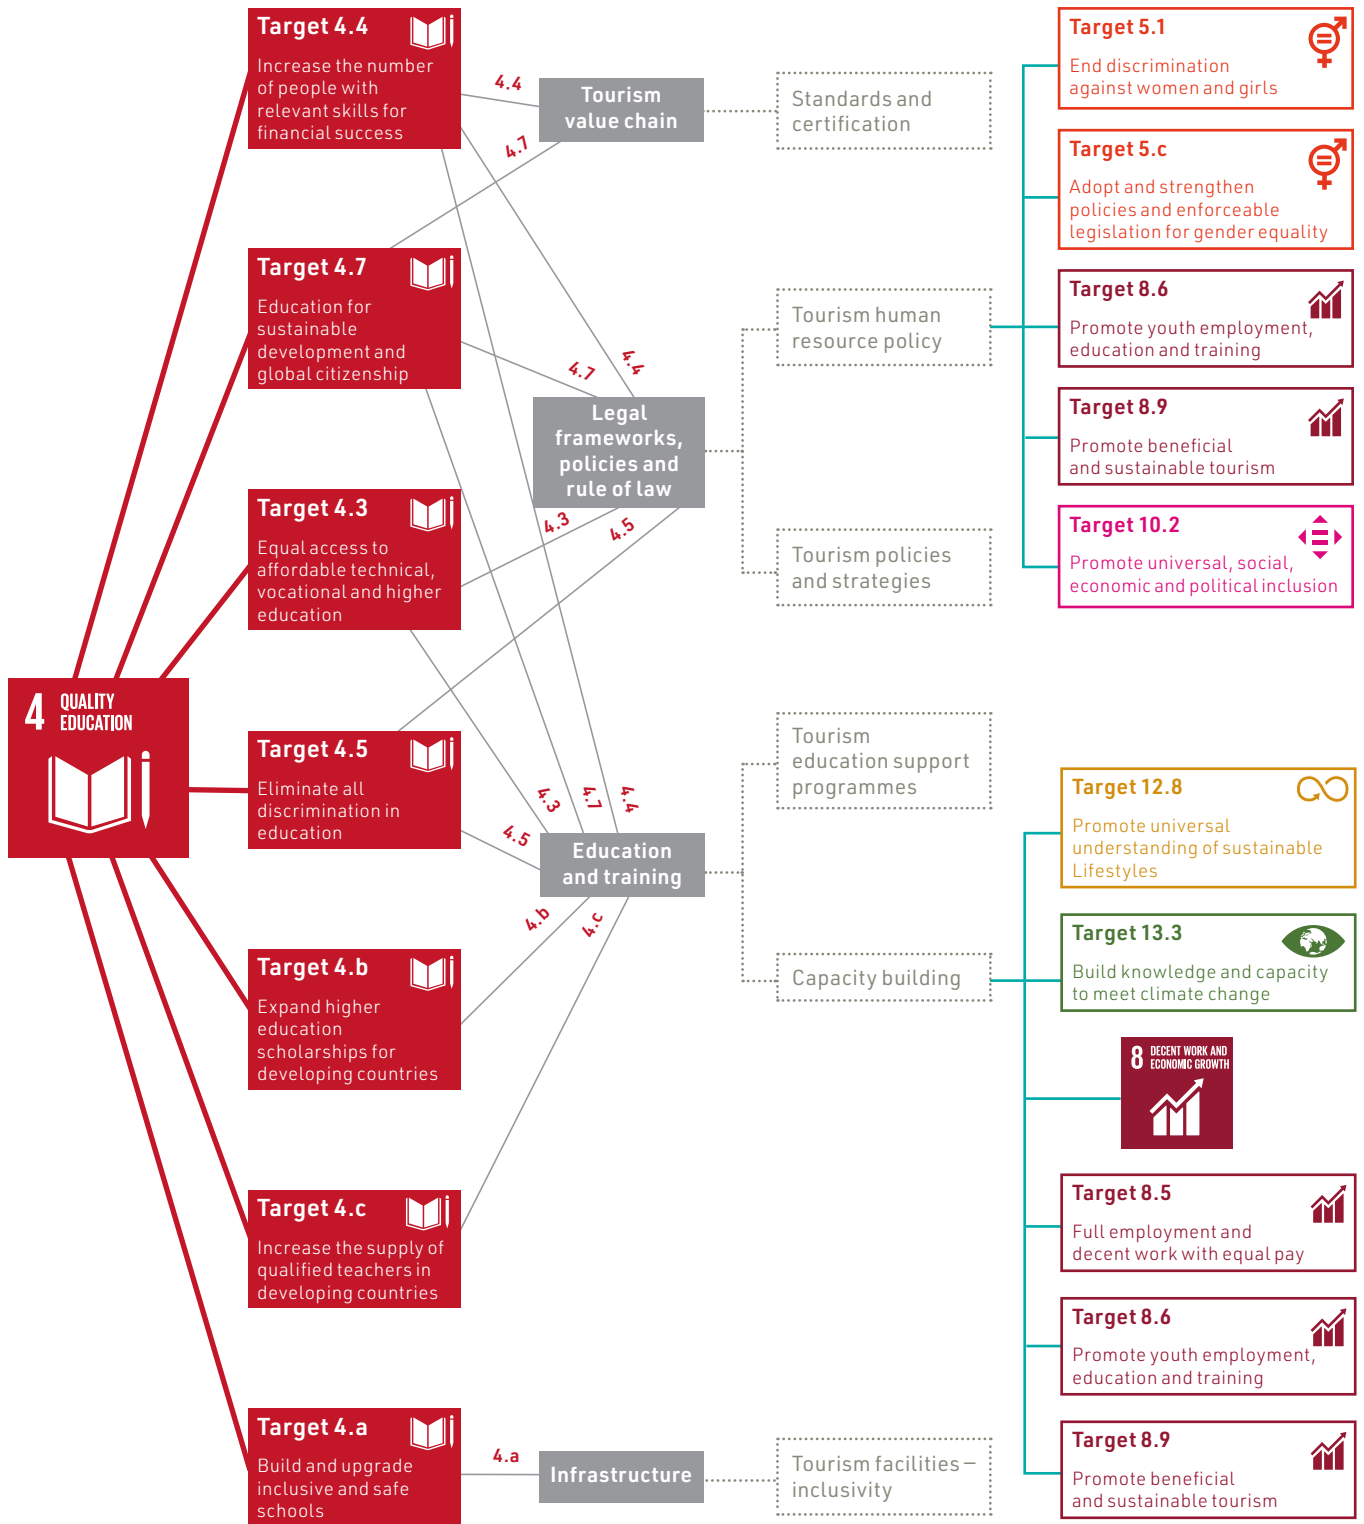 4 QUALITY
EDUCATION
Target 4.4
Increase the number
of people with
relevant skills for
financial success
Target 4.7
Education for
sustainable
development and
global citizenship
Target 4.3
Equal access to
affordable technical,
vocational and higher
education
Target 4.5
Eliminate all
discrimination in
education
Target 4.b
Expand higher
education
scholarships for
developing countries
Target 4.c
Increase the supply of
qualified teachers in
developing countries
Target 4.a
Build and upgrade
inclusive and safe
schools
4.4
4.7
4.7
4.4
4.3
4.5
4.3
4.7
4.4
4.5
4.b
4.c
4.a
Tourism
value chain
Legal
frameworks,
policies and
rule of law
Education
and training
Infrastructure
Standards and
certification
Tourism human
resource policy
Tourism policies
and strategies
Tourism
education support
programmes
Capacity building
Tourism facilities –
inclusivity
Target 5.1
End discrimination
against women and girls
Target 5.c
Adopt and strengthen
policies and enforceable
legislation for gender equality
Target 8.6
Promote youth employment,
education and training
Target 8.9
Promote beneficial
and sustainable tourism
Target 10.2
Promote universal, social,
economic and political inclusion
Target 12.8
Promote universal
understanding of sustainable
Lifestyles
Target 13.3
Build knowledge and capacity
to meet climate change
8 DECENT WORK AND
ECONOMIC GROWTH
Target 8.5
Full employment and
decent work with equal pay
Target 8.6
Promote youth employment,
education and training
Target 8.9
Promote beneficial
and sustainable tourism